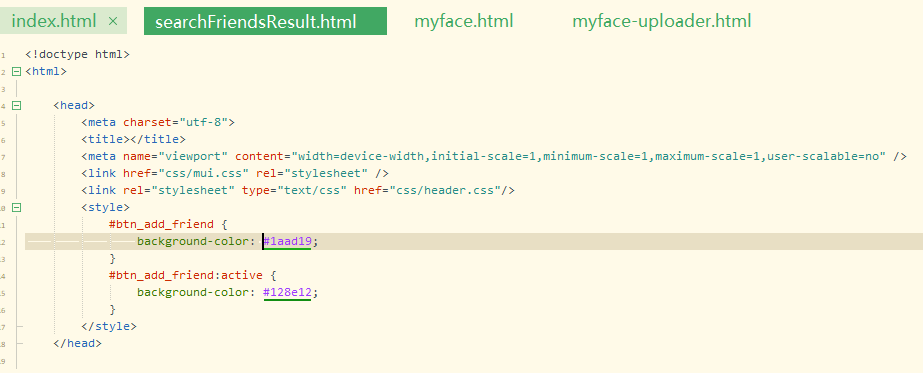 index.html × searchFriendsResult.html myface.html myface-uploader.html
1 <!doctype html>
2 <html>
3
4 <head>
5 <meta charset="utf-8">
6 <title></title>
7 <meta name="viewport" content="width=device-width,initial-scale=1,minimum-scale=1,maximum-scale=1,user-scalable=no" />
8 <link href="css/mui.css" rel="stylesheet" />
9 <link rel="stylesheet" type="text/css" href="css/header.css"/>
10 <style>
11 #btn_add_friend {
12 background-color: #1aad19;
13 }
14 #btn_add_friend:active {
15 background-color: #128e12;
16 }
17 </style>
18 </head>
19